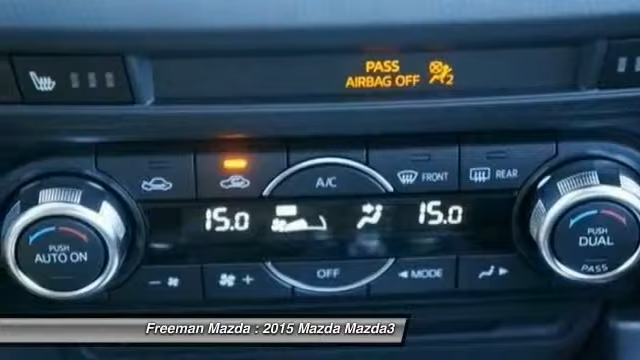 PASS
AIRBAG OFF 2
A/C
FRONT
REAR
15.0
15.0
PUSH
AUTO ON
PUSH
DUAL
PASS
OFF
MODE
Freeman Mazda : 2015 Mazda Mazda3